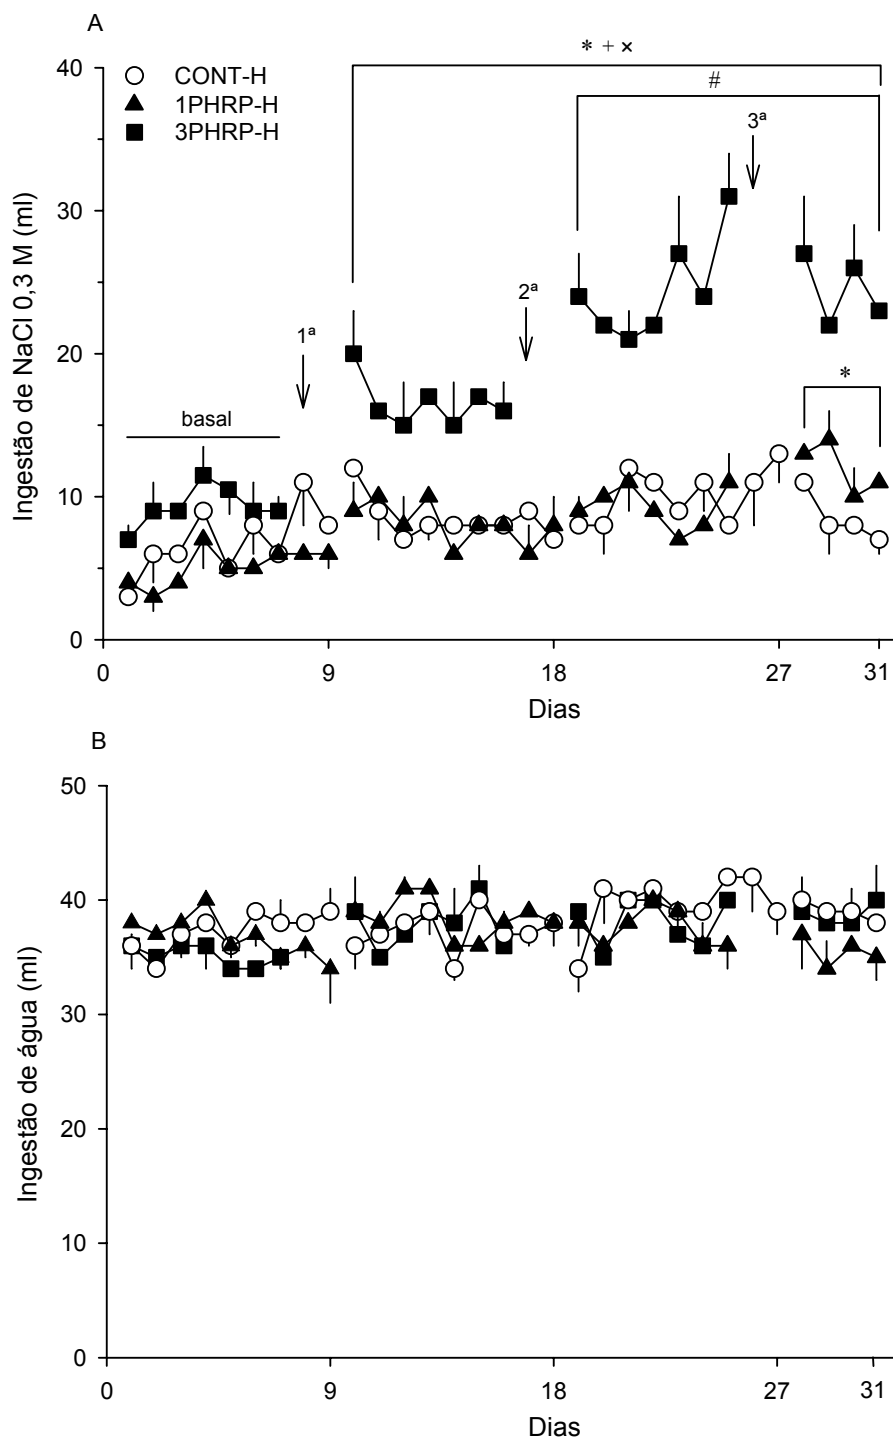 A
* + ×
40
CONT-H
#
1PHRP-H
3ª
3PHRP-H
30
2ª
1ª
20
*
basal
10
0
0 9 18 27 31
Ingestão de NaCl 0,3 M (ml)
Dias
B
50
40
30
20
10
0
0 9 18 27 31
Ingestão de água (ml)
Dias